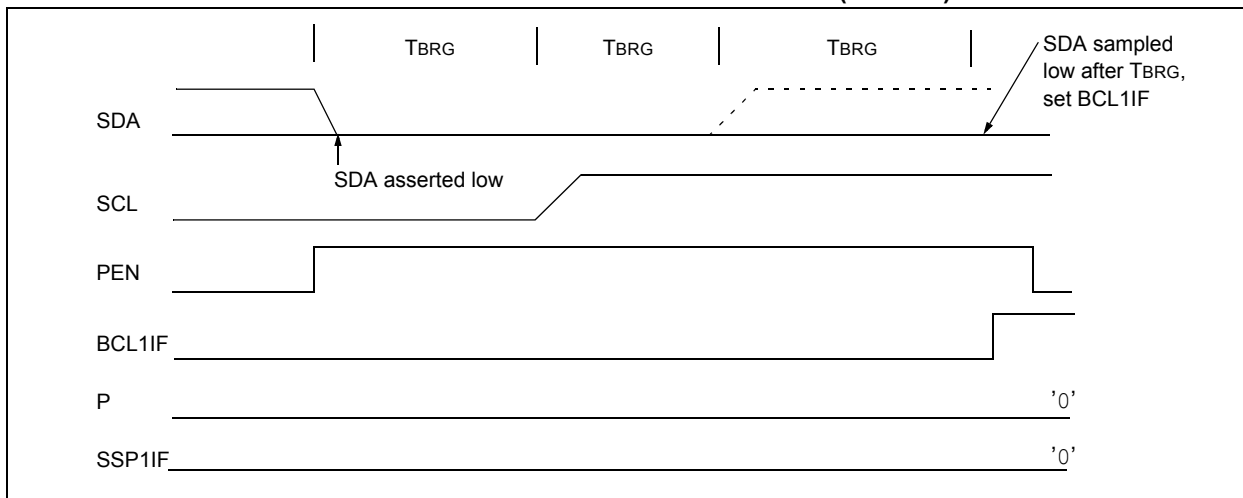 TBRG TBRG TBRG
SDA sampled
low after TBRG,
set BCL1IF
SDA
SDA asserted low
SCL
PEN
BCL1IF
P '0'
SSP1IF '0'